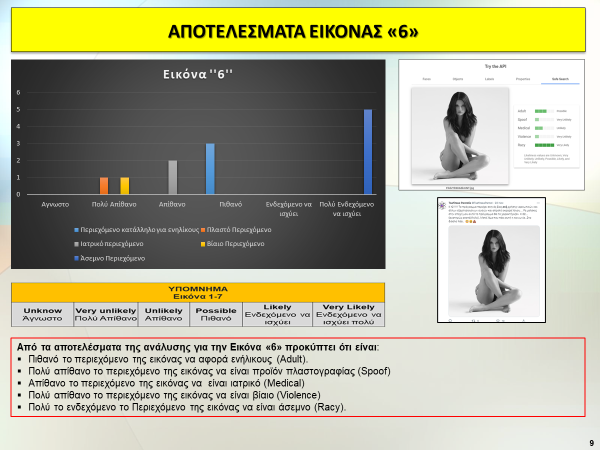 ΑΠΟΤΕΛΕΣΜΑΤΑ ΕΙΚΟΝΑΣ «6»
Εικόνα ''6''
6
5
4
3
2
1
0
Άγνωστο
Πολύ Απίθανο
Απίθανο
Πιθανό
Ενδεχόμενο να ισχύει
Πολύ Ενδεχόμενο να ισχύει
Περιεχόμενο κατάλληλο για ενηλίκους
Πλαστό Περιεχόμενο
Ιατρικό περιεχόμενο
Βίαιο Περιεχόμενο
Άσεμνο Περιεχόμενο
Try the API
Faces
Objects
Labels
Properties
Safe Search
Adult
Spoof
Medical
Violence
Racy
ΥΠΟΜΝΗΜΑ
Εικόνα 1-7
Unknow
Άγνωστο
Very unlikely
Πολύ Απίθανο
Unlikely
Απίθανο
Possible
Πιθανό
Likely
Ενδεχόμενο να
ισχύει
Very Likely
Ενδεχόμενο να
ισχύει πολύ
Από τα αποτελέσματα της ανάλυσης για την Εικόνα «6» προκύπτει ότι είναι:
▪ Πιθανό το περιεχόμενο της εικόνας να αφορά ενήλικους (Adult).
▪ Πολύ απίθανο το περιεχόμενο της εικόνας να είναι προϊόν πλαστογραφίας (Spoof)
▪ Απίθανο το περιεχόμενο της εικόνας να είναι ιατρικό (Medical)
▪ Πολύ απίθανο το περιεχόμενο της εικόνας να είναι βίαιο (Violence)
▪ Πολύ το ενδεχόμενο το Περιεχόμενο της εικόνας να είναι άσεμνο (Racy).
9